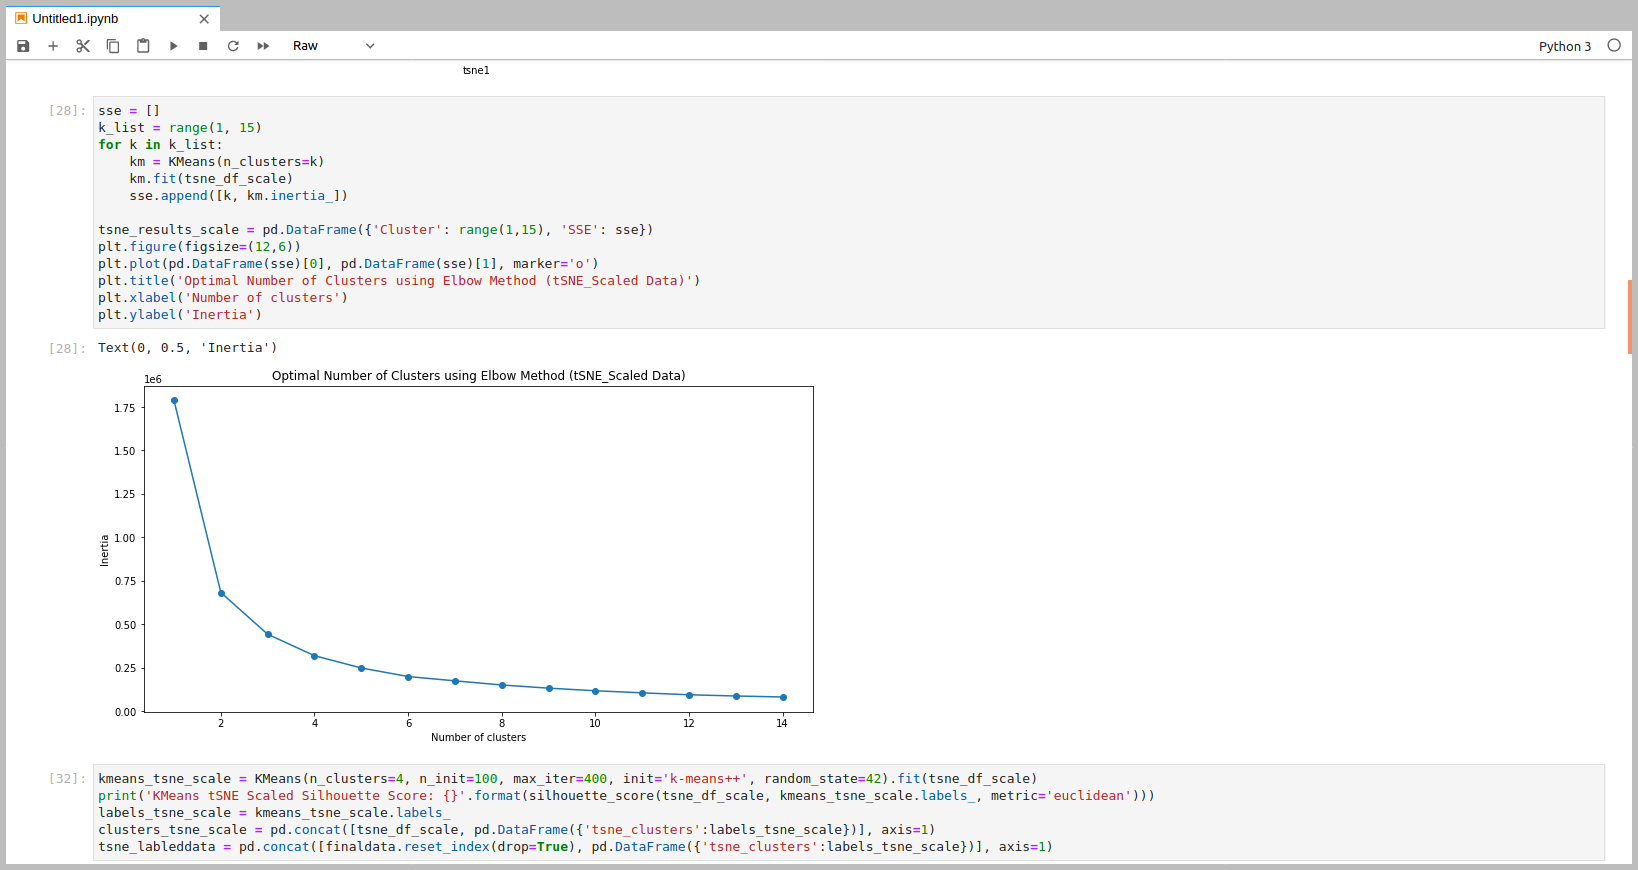 Untitled1.ipynb
Raw
Python 3
tsne1
[28]:
sse = []
k_list = range(1, 15)
for k in k_list:
    km = KMeans(n_clusters=k)
    km.fit(tsne_df_scale)
    sse.append([k, km.inertia_])
tsne_results_scale = pd.DataFrame({'Cluster': range(1,15), 'SSE': sse})
plt.figure(figsize=(12,6))
plt.plot(pd.DataFrame(sse)[0], pd.DataFrame(sse)[1], marker='o')
plt.title('Optimal Number of Clusters using Elbow Method (tSNE_Scaled Data)')
plt.xlabel('Number of clusters')
plt.ylabel('Inertia')
[28]: Text(0, 0.5, 'Inertia')
Optimal Number of Clusters using Elbow Method (tSNE_Scaled Data)
1e6
1.75
1.50
1.25
1.00
0.75
0.50
0.25
0.00
Inertia
2 4 6 8 10 12 14
Number of clusters
[32]:
kmeans_tsne_scale = KMeans(n_clusters=4, n_init=100, max_iter=400, init='k-means++', random_state=42).fit(tsne_df_scale)
print('KMeans tSNE Scaled Silhouette Score: {}'.format(silhouette_score(tsne_df_scale, kmeans_tsne_scale.labels_, metric='euclidean')))
labels_tsne_scale = kmeans_tsne_scale.labels_
clusters_tsne_scale = pd.concat([tsne_df_scale, pd.DataFrame({'tsne_clusters':labels_tsne_scale})], axis=1)
tsne_lableddata = pd.concat([finaldata.reset_index(drop=True), pd.DataFrame({'tsne_clusters':labels_tsne_scale})], axis=1)